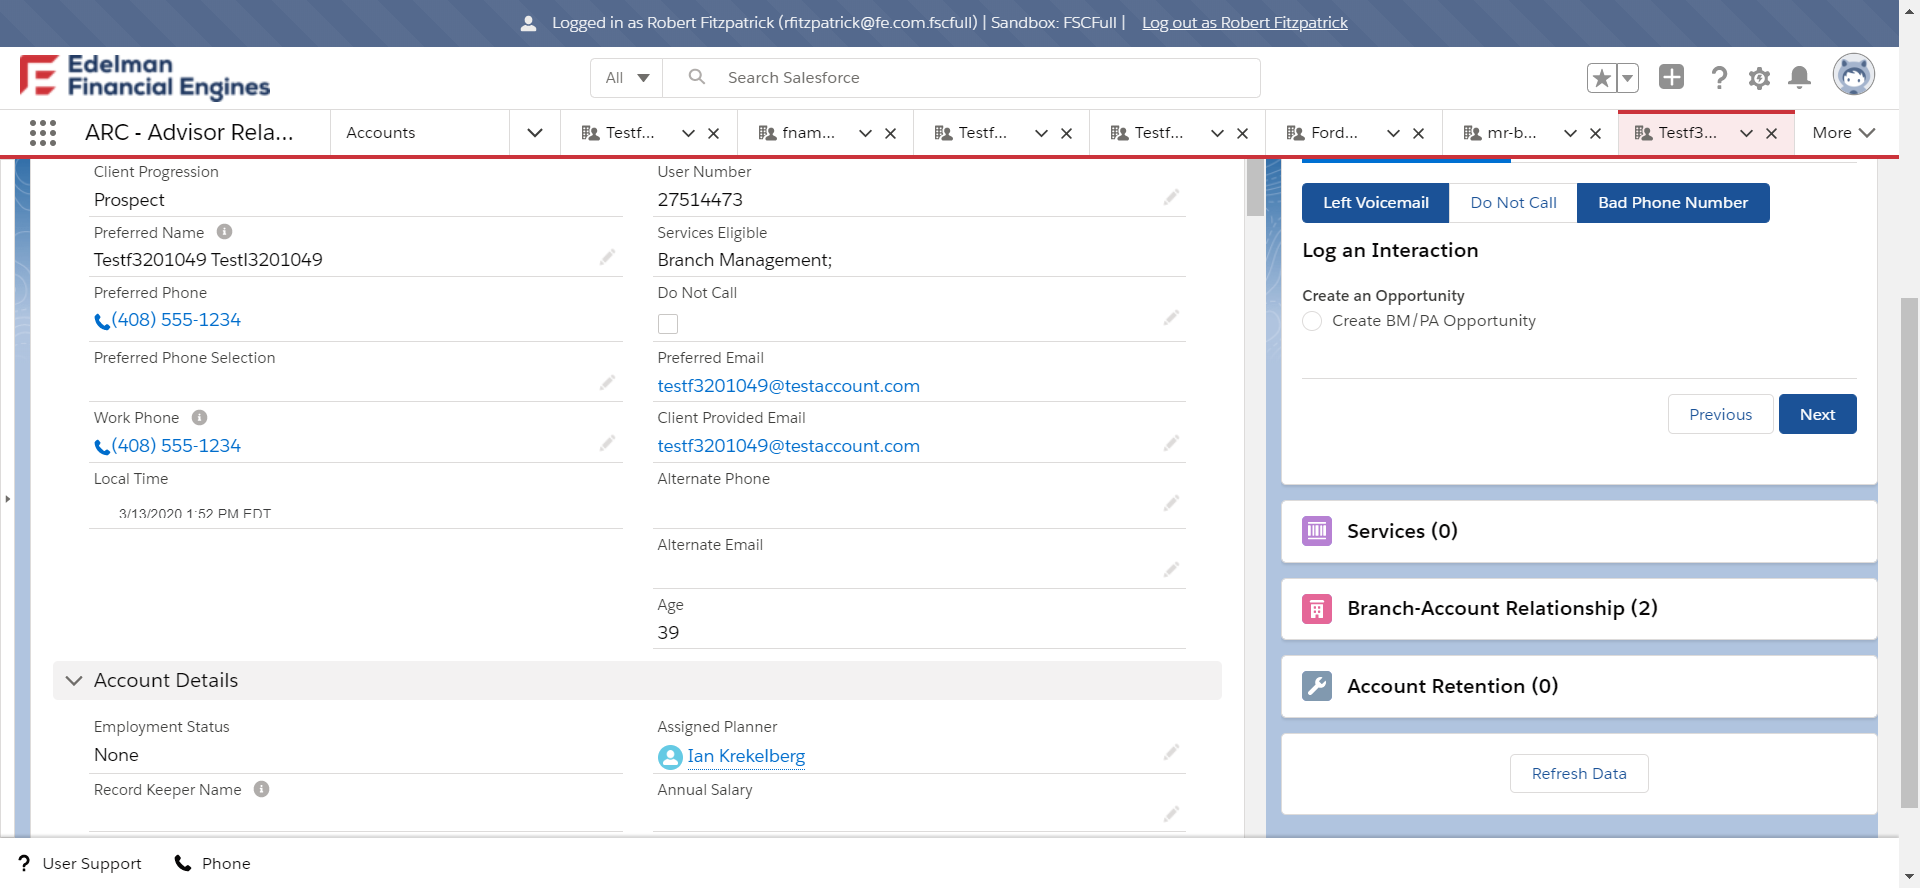 Logged in as Robert Fitzpatrick (rfitzpatrick@fe.com.fscfull) | Sandbox: FSCFull | Log out as Robert Fitzpatrick
Edelman
Financial Engines
All
Search Salesforce
ARC - Advisor Rela...
Accounts
Testf...
fnam...
Testf...
Testf...
Ford...
mr-b...
Testf3...
More
Client Progression
Prospect
User Number
27514473
Preferred Name
Testf3201049 Testl3201049
Services Eligible
Branch Management;
Preferred Phone
(408) 555-1234
Do Not Call
Preferred Phone Selection
Preferred Email
testf3201049@testaccount.com
Work Phone
(408) 555-1234
Client Provided Email
testf3201049@testaccount.com
Local Time
3/13/2020 1:52 PM EDT
Alternate Phone
Alternate Email
Age
39
Account Details
Employment Status
None
Assigned Planner
Ian Krekelberg
Record Keeper Name
Annual Salary
Left Voicemail
Do Not Call
Bad Phone Number
Log an Interaction
Create an Opportunity
Create BM/PA Opportunity
Previous
Next
Services (0)
Branch-Account Relationship (2)
Account Retention (0)
Refresh Data
? User Support
Phone